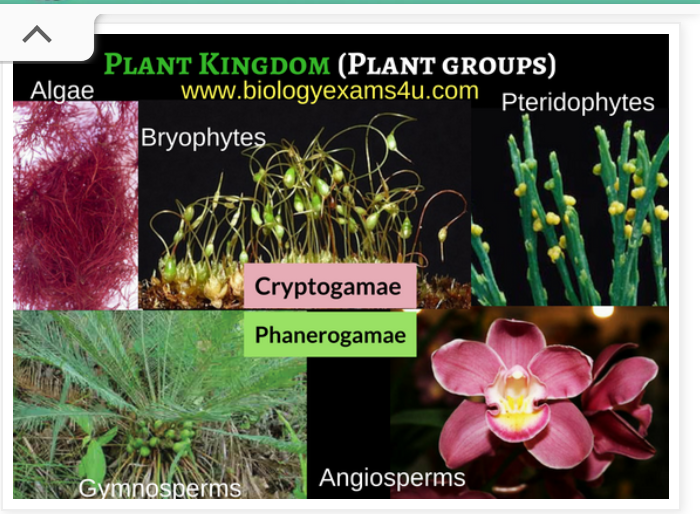 PLANT KINGDOM (PLANT GROUPS)
Algae
www.biologyexams4u.com
Pteridophytes
Bryophytes
Cryptogamae
Phanerogamae
Angiosperms
Gymnosperms